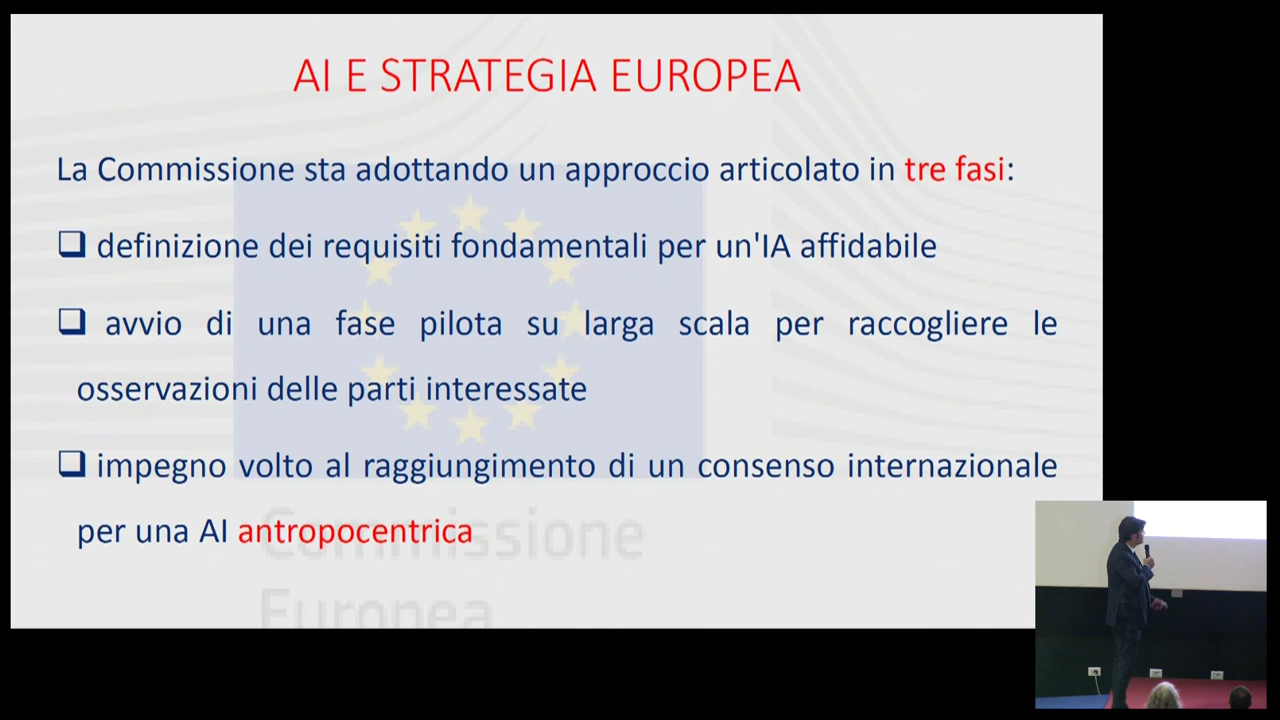 AI E STRATEGIA EUROPEA
La Commissione sta adottando un approccio articolato in tre fasi:
definizione dei requisiti fondamentali per un'IA affidabile
avvio di una fase pilota su larga scala per raccogliere le
osservazioni delle parti interessate
impegno volto al raggiungimento di un consenso internazionale
per una AI antropocentrica
Commissione
Europea